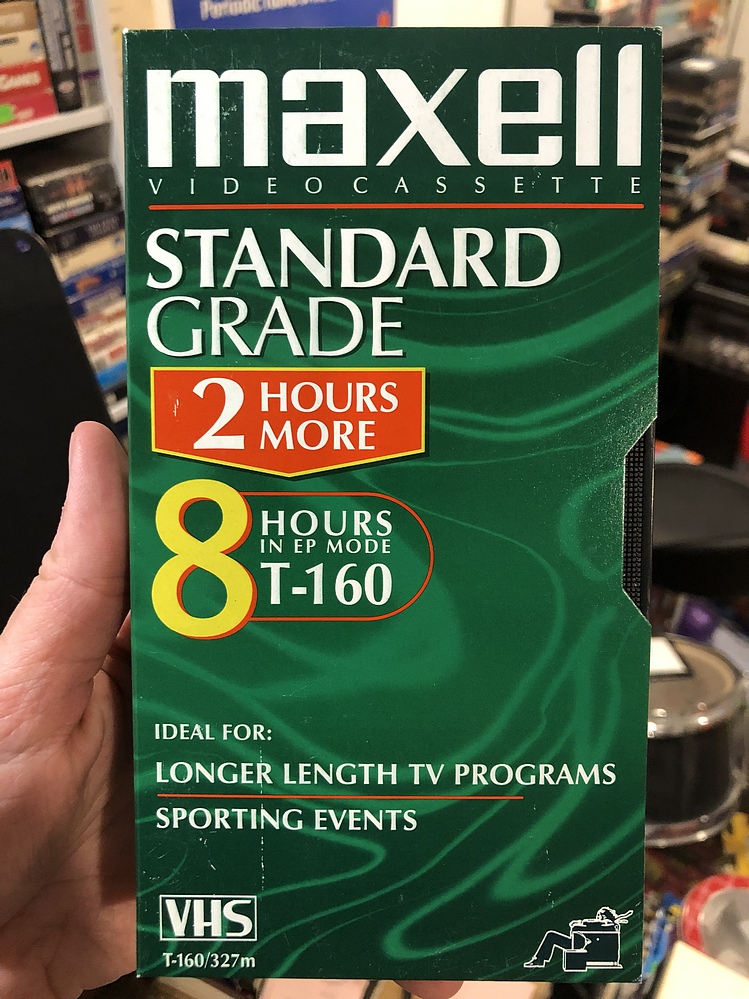 maxell
VIDEOCASSETTE
STANDARD
GRADE
2 HOURS
MORE
8 HOURS
IN EP MODE
T-160
IDEAL FOR:
LONGER LENGTH TV PROGRAMS
SPORTING EVENTS
VHS
T-160/327m
GAMES